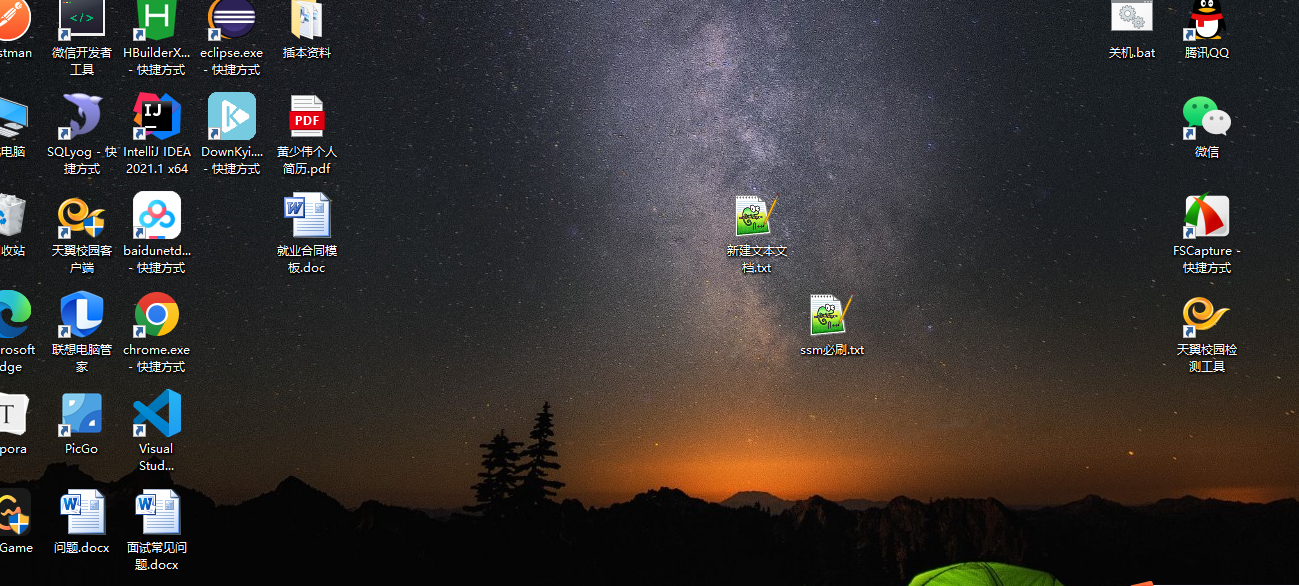 stman
微信开发者
工具
HBuilderX...
- 快捷方式
eclipse.exe
- 快捷方式
插本资料
关机.bat
腾讯QQ
电脑
SQLyog - 快
捷方式
IntelliJ IDEA
2021.1 x64
DownKyi....
- 快捷方式
PDF
黄少伟个人
简历.pdf
微信
收站
天翼校园客
户端
baidunetd...
- 快捷方式
就业合同模
板.doc
新建文本文
档.txt
FSCapture -
快捷方式
rosoft
dge
联想电脑管
家
chrome.exe
- 快捷方式
ssm必刷.txt
天翼校园检
测工具
pora
PicGo
Visual
Stud...
Game
问题.docx
面试常见问
题.docx